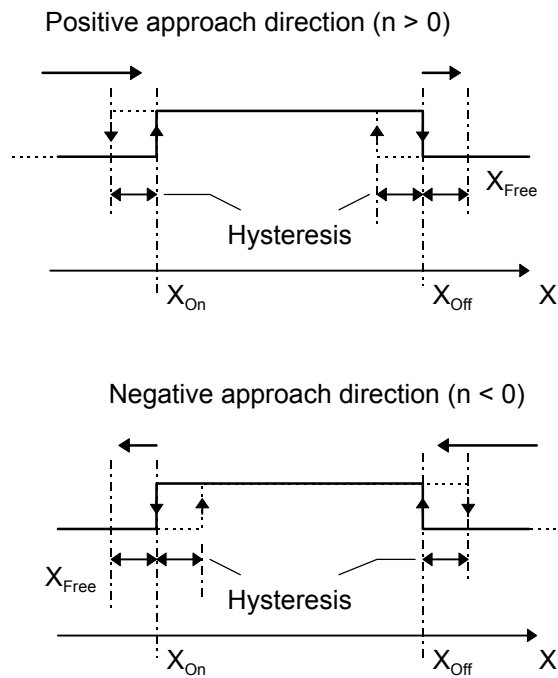 Positive approach direction (n > 0)
X_Free
Hysteresis
X_On
X_Off
X
Negative approach direction (n < 0)
X_Free
Hysteresis
X_On
X_Off
X